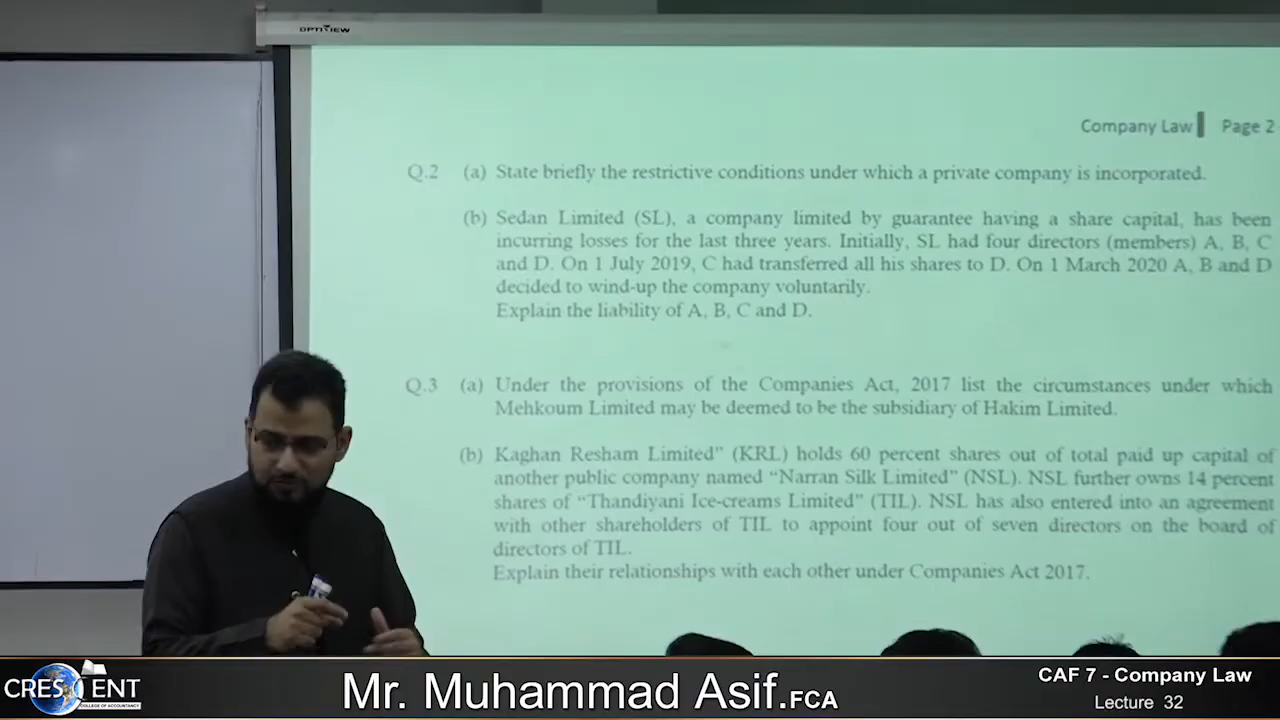 OPTIVIEW
Company Law Page 2
Q.2 (a) State briefly the restrictive conditions under which a private company is incorporated.
(b) Sedan Limited (SL), a company limited by guarantee having a share capital, has been
incurring losses for the last three years. Initially, SL had four directors (members) A, B, C
and D. On 1 July 2019, C had transferred all his shares to D. On 1 March 2020 A, B and D
decided to wind-up the company voluntarily.
Explain the liability of A, B, C and D.
Q.3 (a) Under the provisions of the Companies Act, 2017 list the circumstances under which
Mehkoum Limited may be deemed to be the subsidiary of Hakim Limited.
(b) Kaghan Resham Limited" (KRL) holds 60 percent shares out of total paid up capital of
another public company named "Narran Silk Limited" (NSL). NSL further owns 14 percent
shares of "Thandiyani Ice-creams Limited" (TIL). NSL has also entered into an agreement
with other shareholders of TIL to appoint four out of seven directors on the board of
directors of TIL.
Explain their relationships with each other under Companies Act 2017.
CRESCENT
COLLEGE OF ACCOUNTANCY
Mr. Muhammad Asif.FCA
CAF 7 - Company Law
Lecture 32